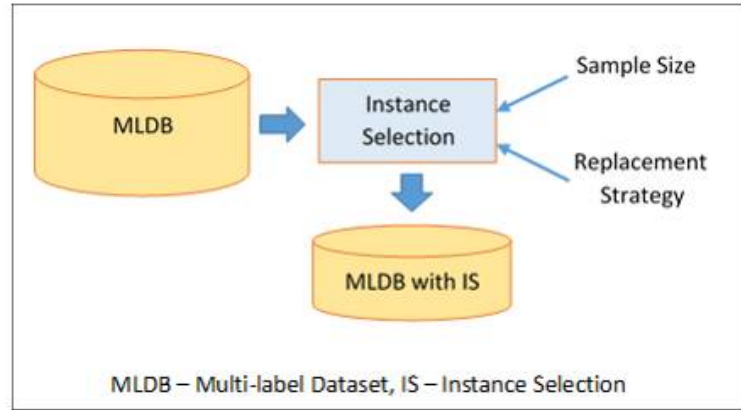 MLDB
Instance
Selection
Sample Size
Replacement
Strategy
MLDB with IS
MLDB – Multi-label Dataset, IS – Instance Selection